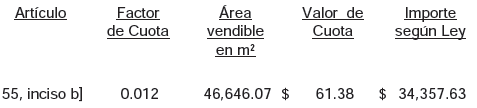 Artículo Factor Área Valor de Importe
de Cuota vendible Cuota según Ley
en m²
55, inciso b] 0.012 46,646.07 $ 61.38 $ 34,357.63